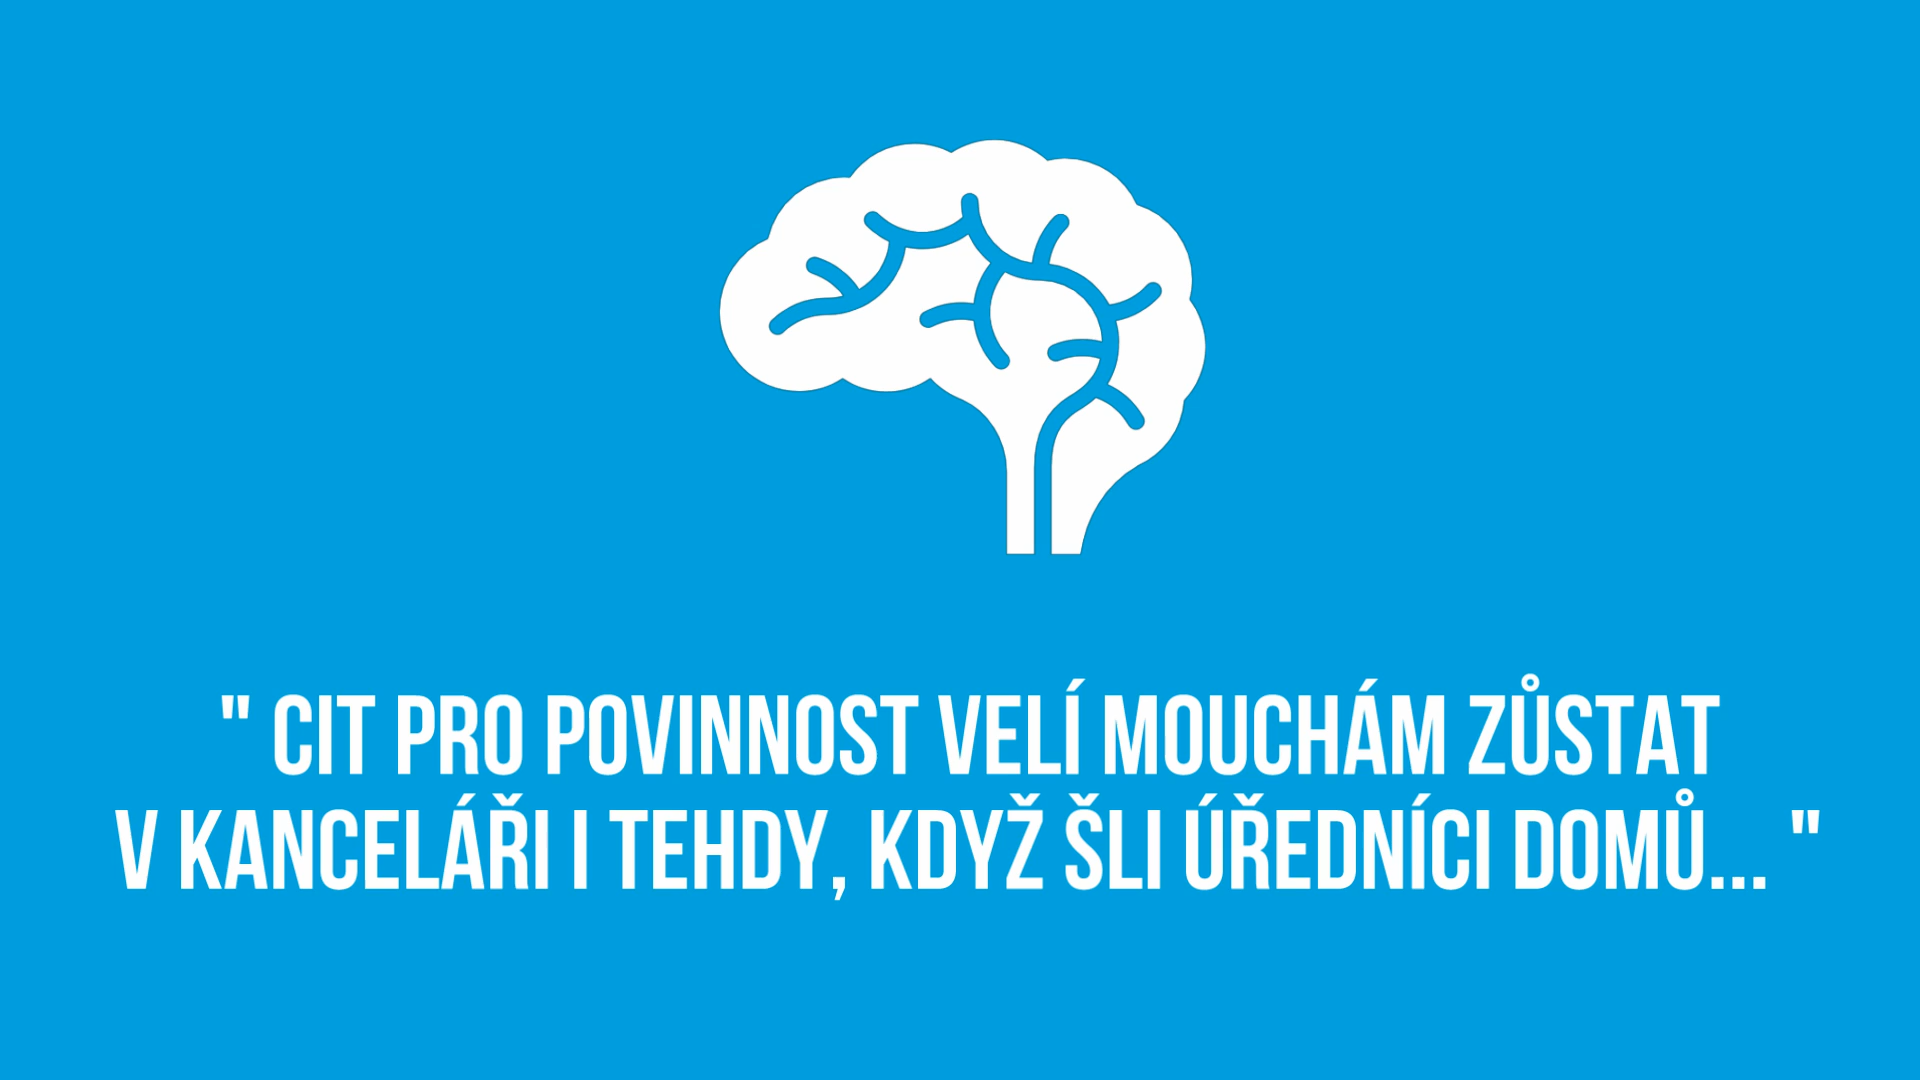 " CIT PRO POVINNOST VELÍ MOUCHÁM ZŮSTAT
V KANCELÁŘI I TEHDY, KDYŽ ŠLI ÚŘEDNÍCI DOMŮ... "